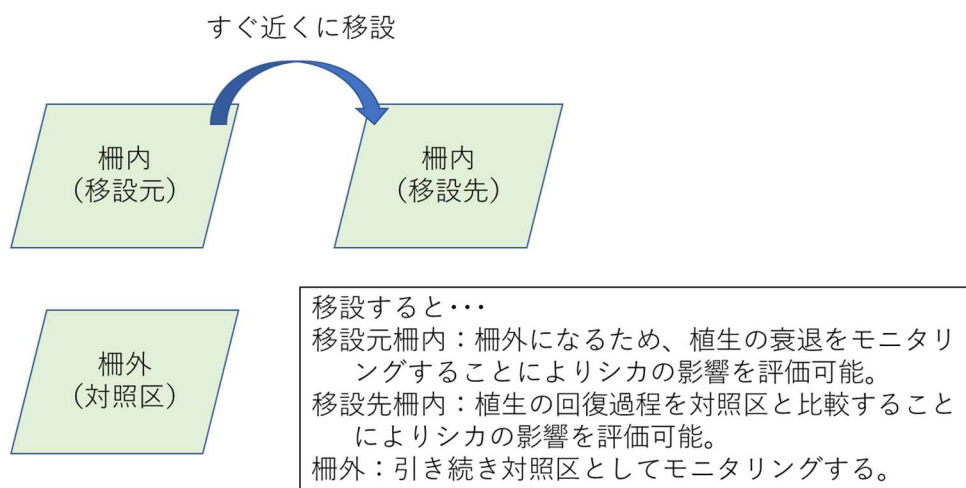 すぐ近くに移設
柵内
（移設元）
柵内
（移設先）
柵外
（対照区）
移設すると･･･
移設元柵内：柵外になるため、植生の衰退をモニタリ
ングすることによりシカの影響を評価可能。
移設先柵内：植生の回復過程を対照区と比較すること
によりシカの影響を評価可能。
柵外：引き続き対照区としてモニタリングする。